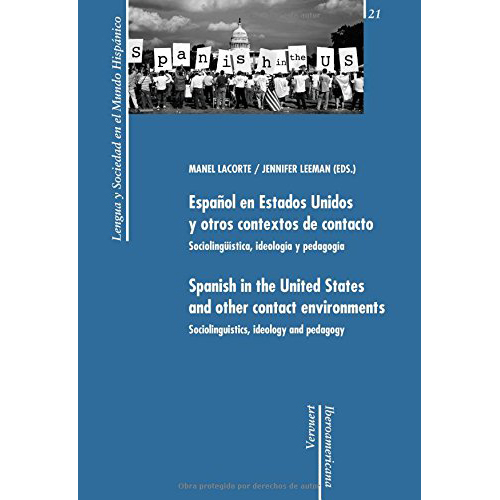 21
Lengua y Sociedad en el Mundo Hispánico
Spanish in the US
MANEL LACORTE / JENNIFER LEEMAN (EDS.)
Español en Estados Unidos
y otros contextos de contacto
Sociolingüística, ideología y pedagogía
Spanish in the United States
and other contact environments
Sociolinguistics, ideology and pedagogy
Iberoamericana
Vervuert
Obra protegida por derechos de autor